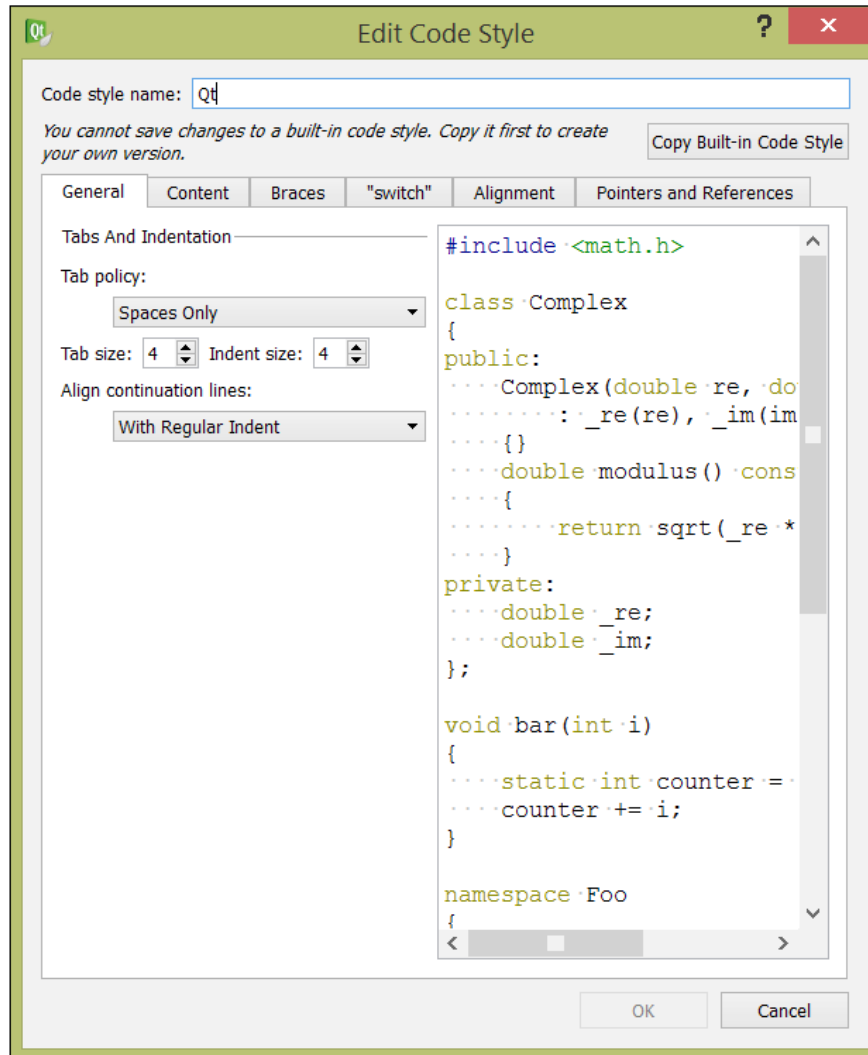 Qt Edit Code Style ? x
Code style name: Qt
You cannot save changes to a built-in code style. Copy it first to create
your own version.
Copy Built-in Code Style
General Content Braces "switch" Alignment Pointers and References
Tabs And Indentation
Tab policy:
Spaces Only
Tab size: 4 Indent size: 4
Align continuation lines:
With Regular Indent
#include <math.h>
class Complex
{
public:
    Complex(double re, do
        : _re(re), _im(im
    {}
    double modulus() cons
    {
        return sqrt(_re *
    }
private:
    double _re;
    double _im;
};
void bar(int i)
{
    static int counter =
    counter += i;
}
namespace Foo
{
OK Cancel